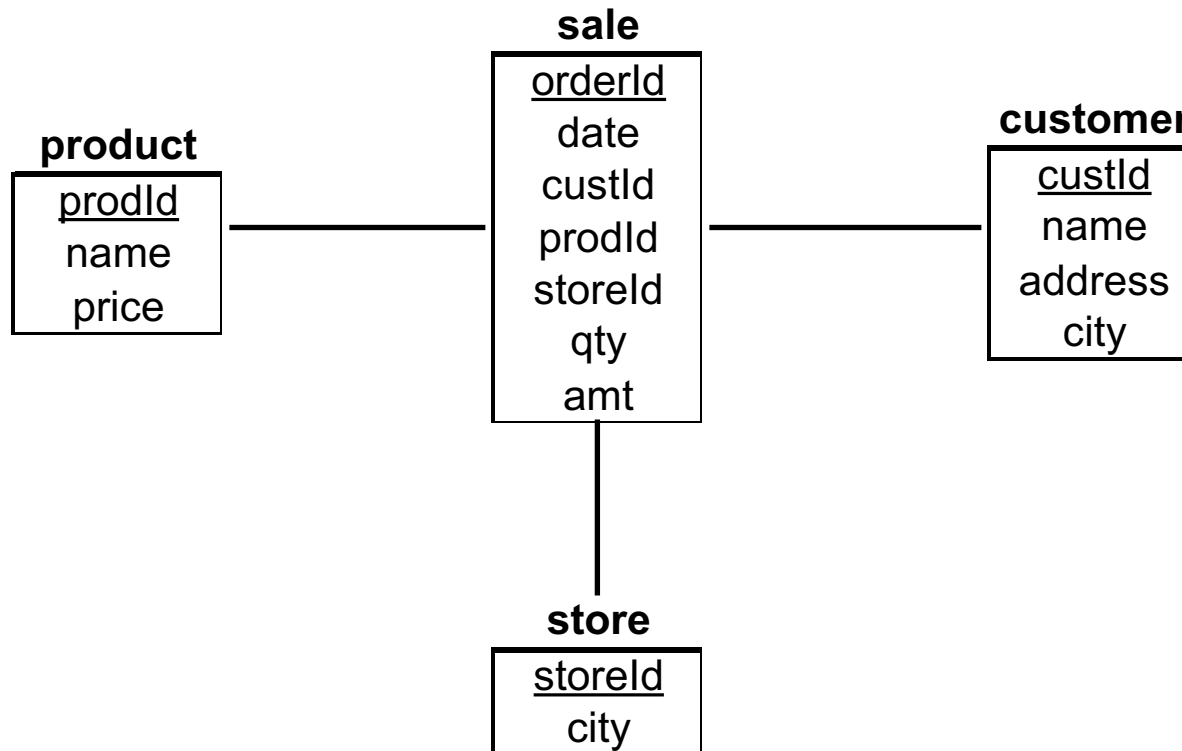 sale
orderId
date
custId
prodId
storeId
qty
amt
product
prodId
name
price
customer
custId
name
address
city
store
storeId
city